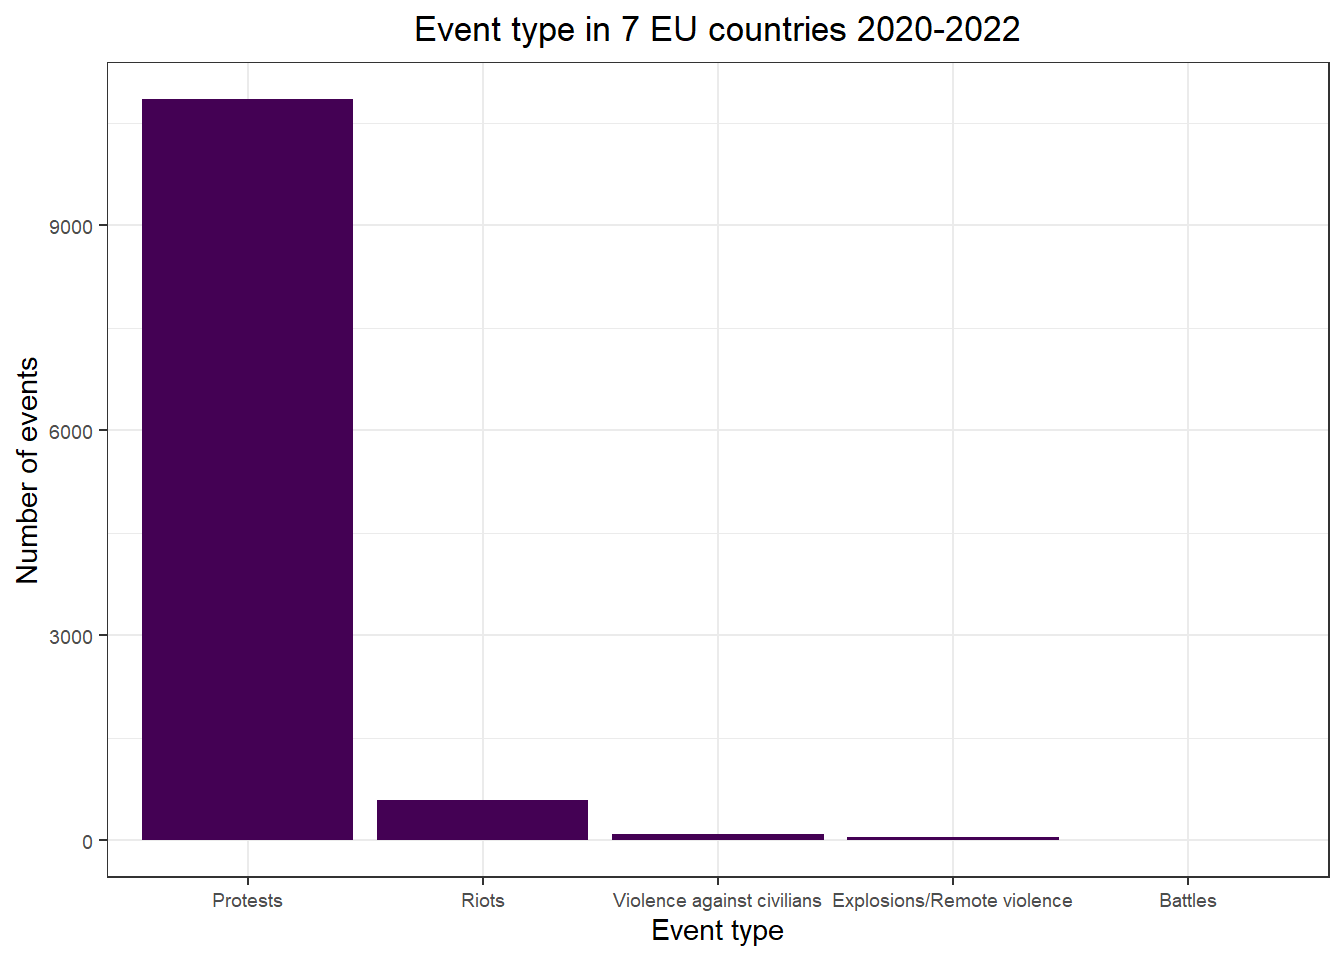 Event type in 7 EU countries 2020-2022
Number of events
9000
6000
3000
0
Protests
Riots
Violence against civilians
Explosions/Remote violence
Battles
Event type